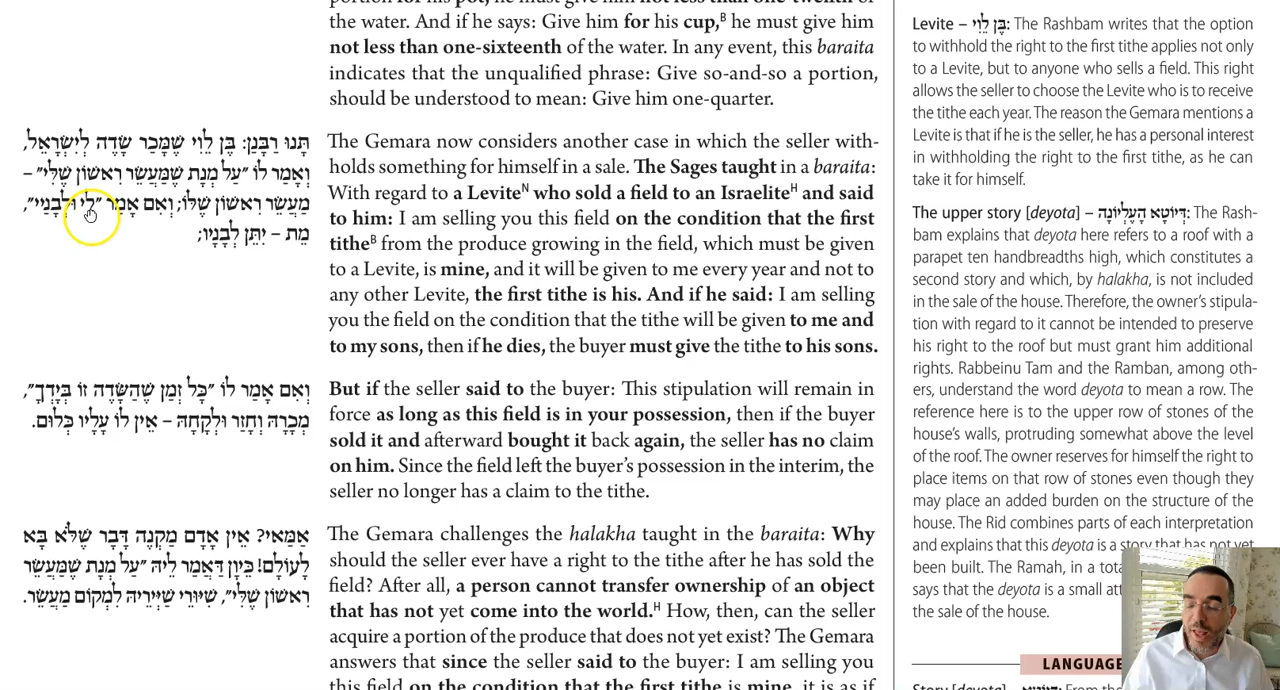 portion for his pot, he must give him not less than one-twelfth of
the water. And if he says: Give him for his cup,B he must give him
not less than one-sixteenth of the water. In any event, this baraita
indicates that the unqualified phrase: Give so-and-so a portion,
should be understood to mean: Give him one-quarter.
תָּנוּ רַבָּנַן: בֶּן לֵוִי שֶׁמָּכַר שָׂדֶה לְיִשְׂרָאֵל,
וְאָמַר לוֹ ״עַל מְנָת שֶׁמַּעֲשֵׂר רִאשׁוֹן שֶׁלִּי״ –
מַעֲשֵׂר רִאשׁוֹן שֶׁלּוֹ; וְאִם אָמַר ״לִי וּלְבָנַיי״,
מֵת – יִתֵּן לְבָנָיו;
The Gemara now considers another case in which the seller with-
holds something for himself in a sale. The Sages taught in a baraita:
With regard to a LeviteN who sold a field to an IsraeliteH and said
to him: I am selling you this field on the condition that the first
titheB from the produce growing in the field, which must be given
to a Levite, is mine, and it will be given to me every year and not to
any other Levite, the first tithe is his. And if he said: I am selling
you the field on the condition that the tithe will be given to me and
to my sons, then if he dies, the buyer must give the tithe to his sons.
וְאִם אָמַר לוֹ ״כׇּל זְמַן שֶׁהַשָּׂדֶה זוֹ בְּיָדְךָ״,
מְכָרָהּ וְחָזַר וּלְקָחָהּ – אֵין לוֹ עָלָיו כְּלוּם.
But if the seller said to the buyer: This stipulation will remain in
force as long as this field is in your possession, then if the buyer
sold it and afterward bought it back again, the seller has no claim
on him. Since the field left the buyer's possession in the interim, the
seller no longer has a claim to the tithe.
אַמַּאי? אֵין אָדָם מַקְנֶה דָּבָר שֶׁלֹּא בָּא
לָעוֹלָם! כֵּיוָן דַּאֲמַר לֵיהּ ״עַל מְנָת שֶׁמַּעֲשֵׂר
רִאשׁוֹן שֶׁלִּי״, שַׁיּוֹרֵי שַׁיְּירֵיהּ לִמְקוֹם מַעֲשֵׂר.
The Gemara challenges the halakha taught in the baraita: Why
should the seller ever have a right to the tithe after he has sold the
field? After all, a person cannot transfer ownership of an object
that has not yet come into the world.H How, then, can the seller
acquire a portion of the produce that does not yet exist? The Gemara
answers that since the seller said to the buyer: I am selling you
this field on the condition that the first tithe is mine, it is as if
Levite – בֶּן לֵוִי: The Rashbam writes that the option
to withhold the right to the first tithe applies not only
to a Levite, but to anyone who sells a field. This right
allows the seller to choose the Levite who is to receive
the tithe each year. The reason the Gemara mentions a
Levite is that if he is the seller, he has a personal interest
in withholding the right to the first tithe, as he can
take it for himself.
The upper story [deyota] – דְּיוֹטָא הָעֶלְיוֹנָה: The Rash-
bam explains that deyota here refers to a roof with a
parapet ten handbreadths high, which constitutes a
second story and which, by halakha, is not included
in the sale of the house. Therefore, the owner's stipula-
tion with regard to it cannot be intended to preserve
his right to the roof but must grant him additional
rights. Rabbeinu Tam and the Ramban, among oth-
ers, understand the word deyota to mean a row. The
reference here is to the upper row of stones of the
house's walls, protruding somewhat above the level
of the roof. The owner reserves for himself the right to
place items on that row of stones even though they
may place an added burden on the structure of the
house. The Rid combines parts of each interpretation
and explains that this deyota is a story that has not yet
been built. The Ramah, in a
says that the deyota is a small
the sale of the house.
LANGUAGE
Story [deyota] – From the